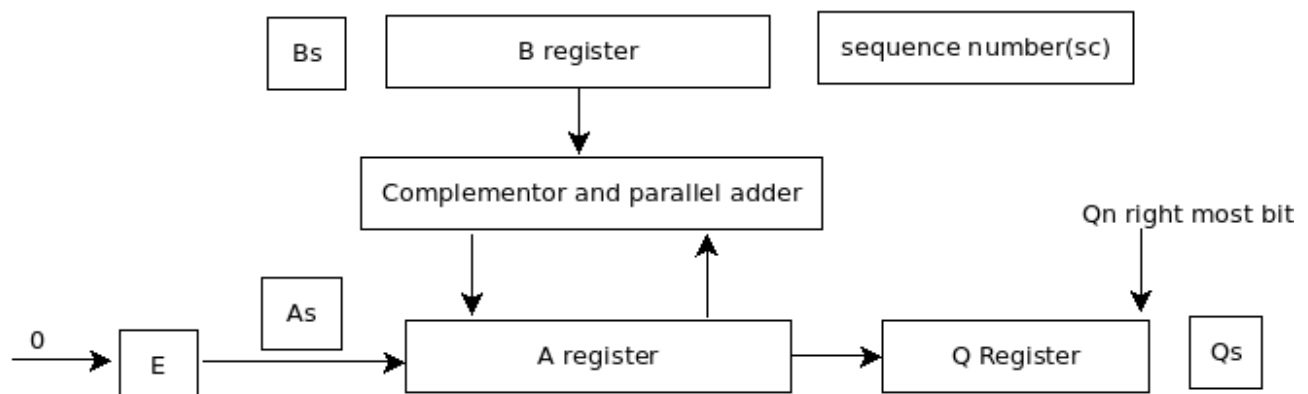 Bs
B register
sequence number(sc)
Complementor and parallel adder
Qn right most bit
As
0
E
A register
Q Register
Qs